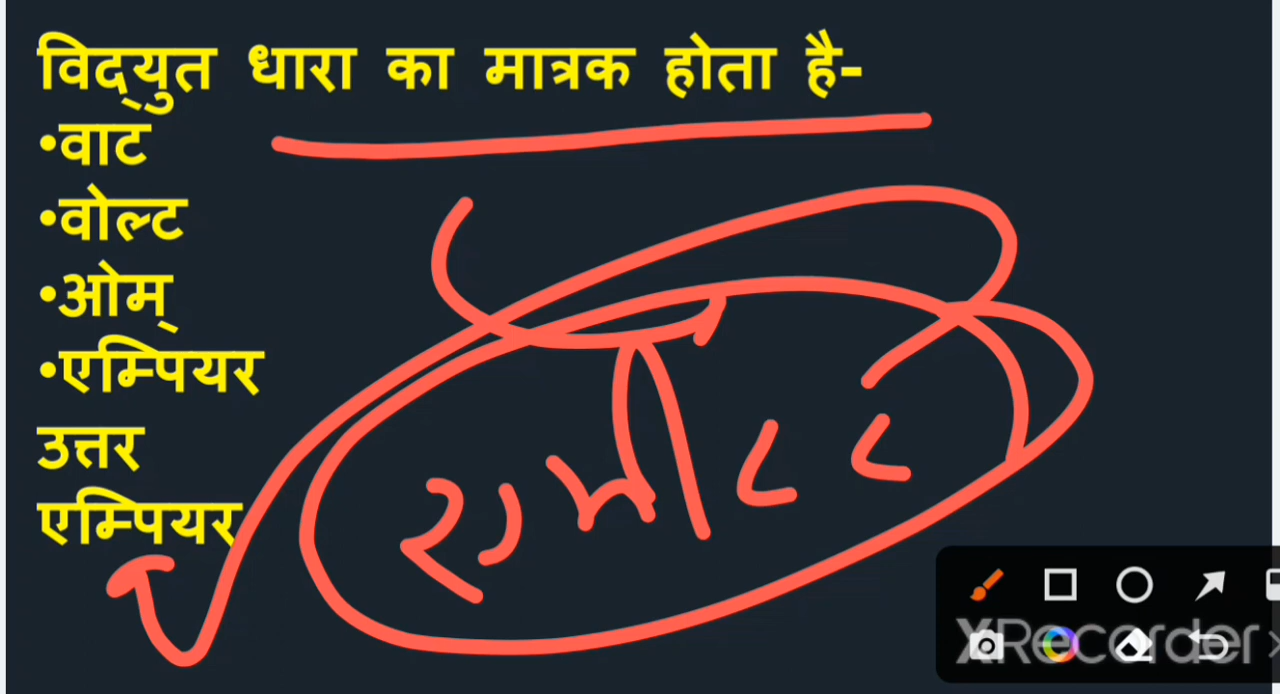 विद्युत धारा का मात्रक होता है-
•वाट
•वोल्ट
•ओम्
•एम्पियर
उत्तर
एम्पियर
XRecorder